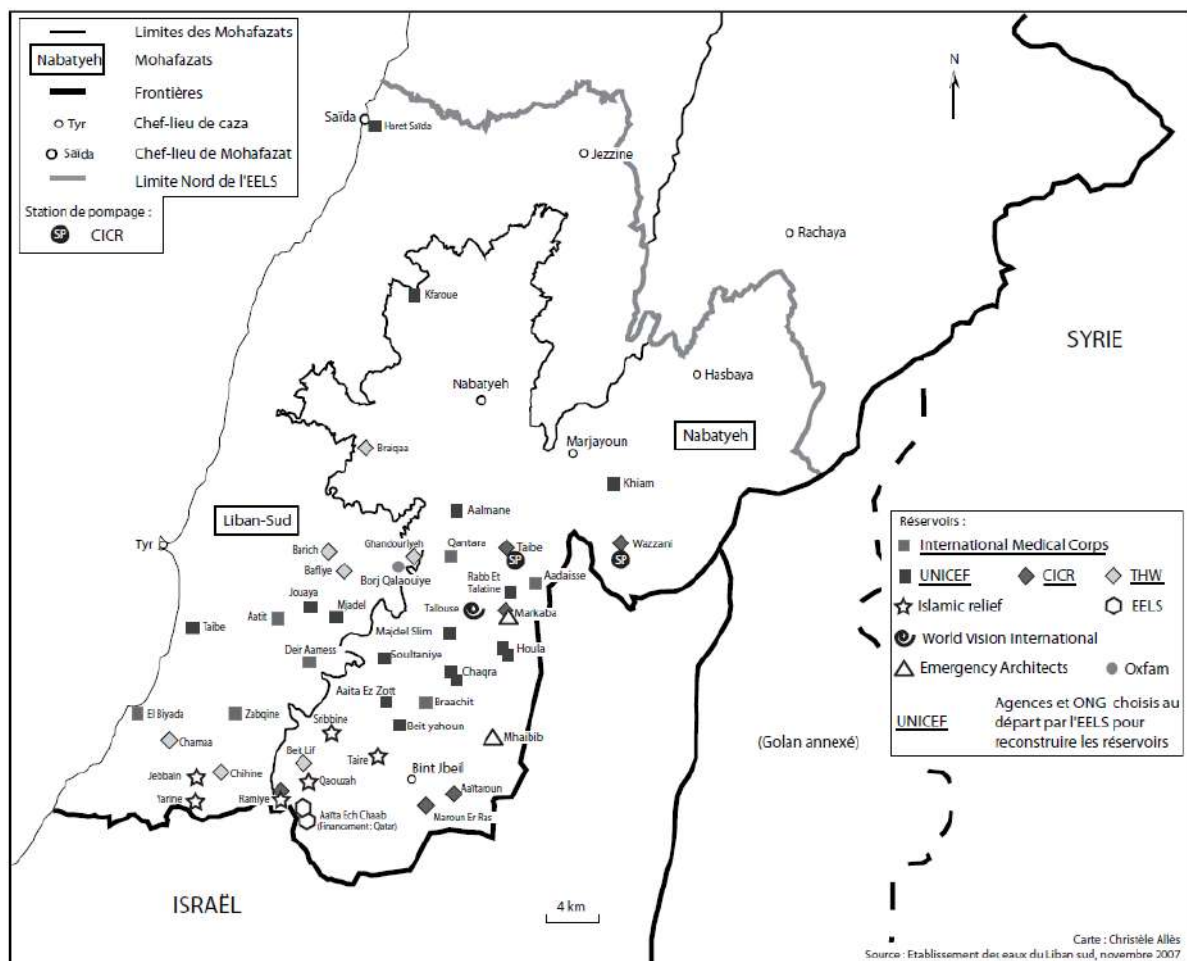 Limites des Mohafazats
Nabatyeh Mohafazats
Frontières
Tyr Chef-lieu de caza
Saïda Chef-lieu de Mohafazat
Limite Nord de l'EELS
Station de pompage :
SP CICR
N
Saïda
Haret Saïda
Jezzine
Rachaya
Kfaroue
SYRIE
Hasbaya
Nabatyeh
Nabatyeh
Braiqaa
Marjayoun
Khiam
Aalmane
Liban-Sud
Tyr
Barich
Ghandouriyeh
Qantara
Taibe
SP
Wazzani
SP
Bafliye
Borj Qalaouiye
Rabb Et
Talatine
Aadaisse
Jouaya
Mjadel
Talouse
Markaba
Taibe
Aatit
Majdel Slim
Deir Aamess
Soultaniye
Houla
Chaqra
Aaita Ez Zott
Braachit
El Biyada
Zabqine
Sribbine
Beit yahoun
Mhaibib
Chamaa
Beit Lif
Taire
Jebbain
Chihine
Qaouzah
Bint Jbeil
Yarine
Ramiye
Aaïtaroun
Aaïta Ech Chaab
(Financement : Qatar)
Maroun Er Ras
(Golan annexé)
ISRAËL
4 km
Réservoirs :
International Medical Corps
UNICEF CICR THW
Islamic relief EELS
World Vision International
Emergency Architects Oxfam
UNICEF
Agences et ONG choisis au
départ par l'EELS pour
reconstruire les réservoirs
Carte : Christèle Allès
Source : Etablissement des eaux du Liban sud, novembre 2007